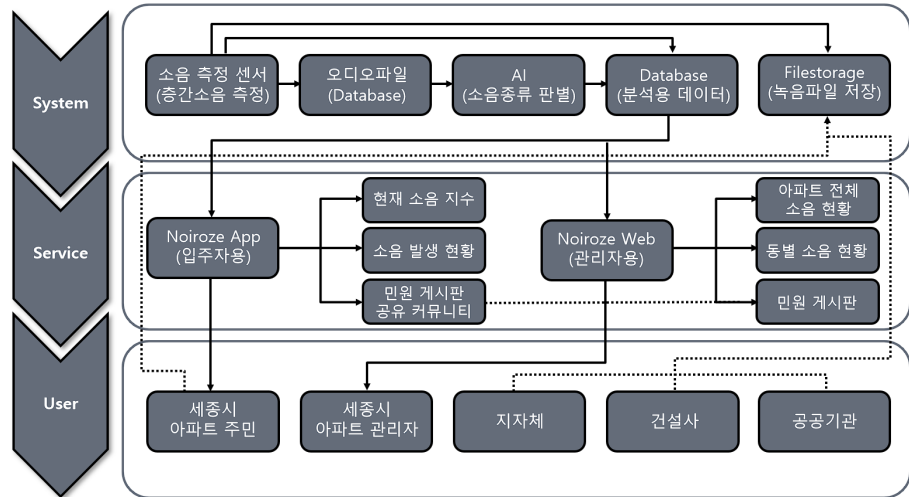 System
소음 측정 센서
(층간소음 측정)
오디오파일
(Database)
AI
(소음종류 판별)
Database
(분석용 데이터)
Filestorage
(녹음파일 저장)
Service
Noiroze App
(입주자용)
현재 소음 지수
소음 발생 현황
민원 게시판
공유 커뮤니티
Noiroze Web
(관리자용)
아파트 전체
소음 현황
동별 소음 현황
민원 게시판
User
세종시
아파트 주민
세종시
아파트 관리자
지자체
건설사
공공기관